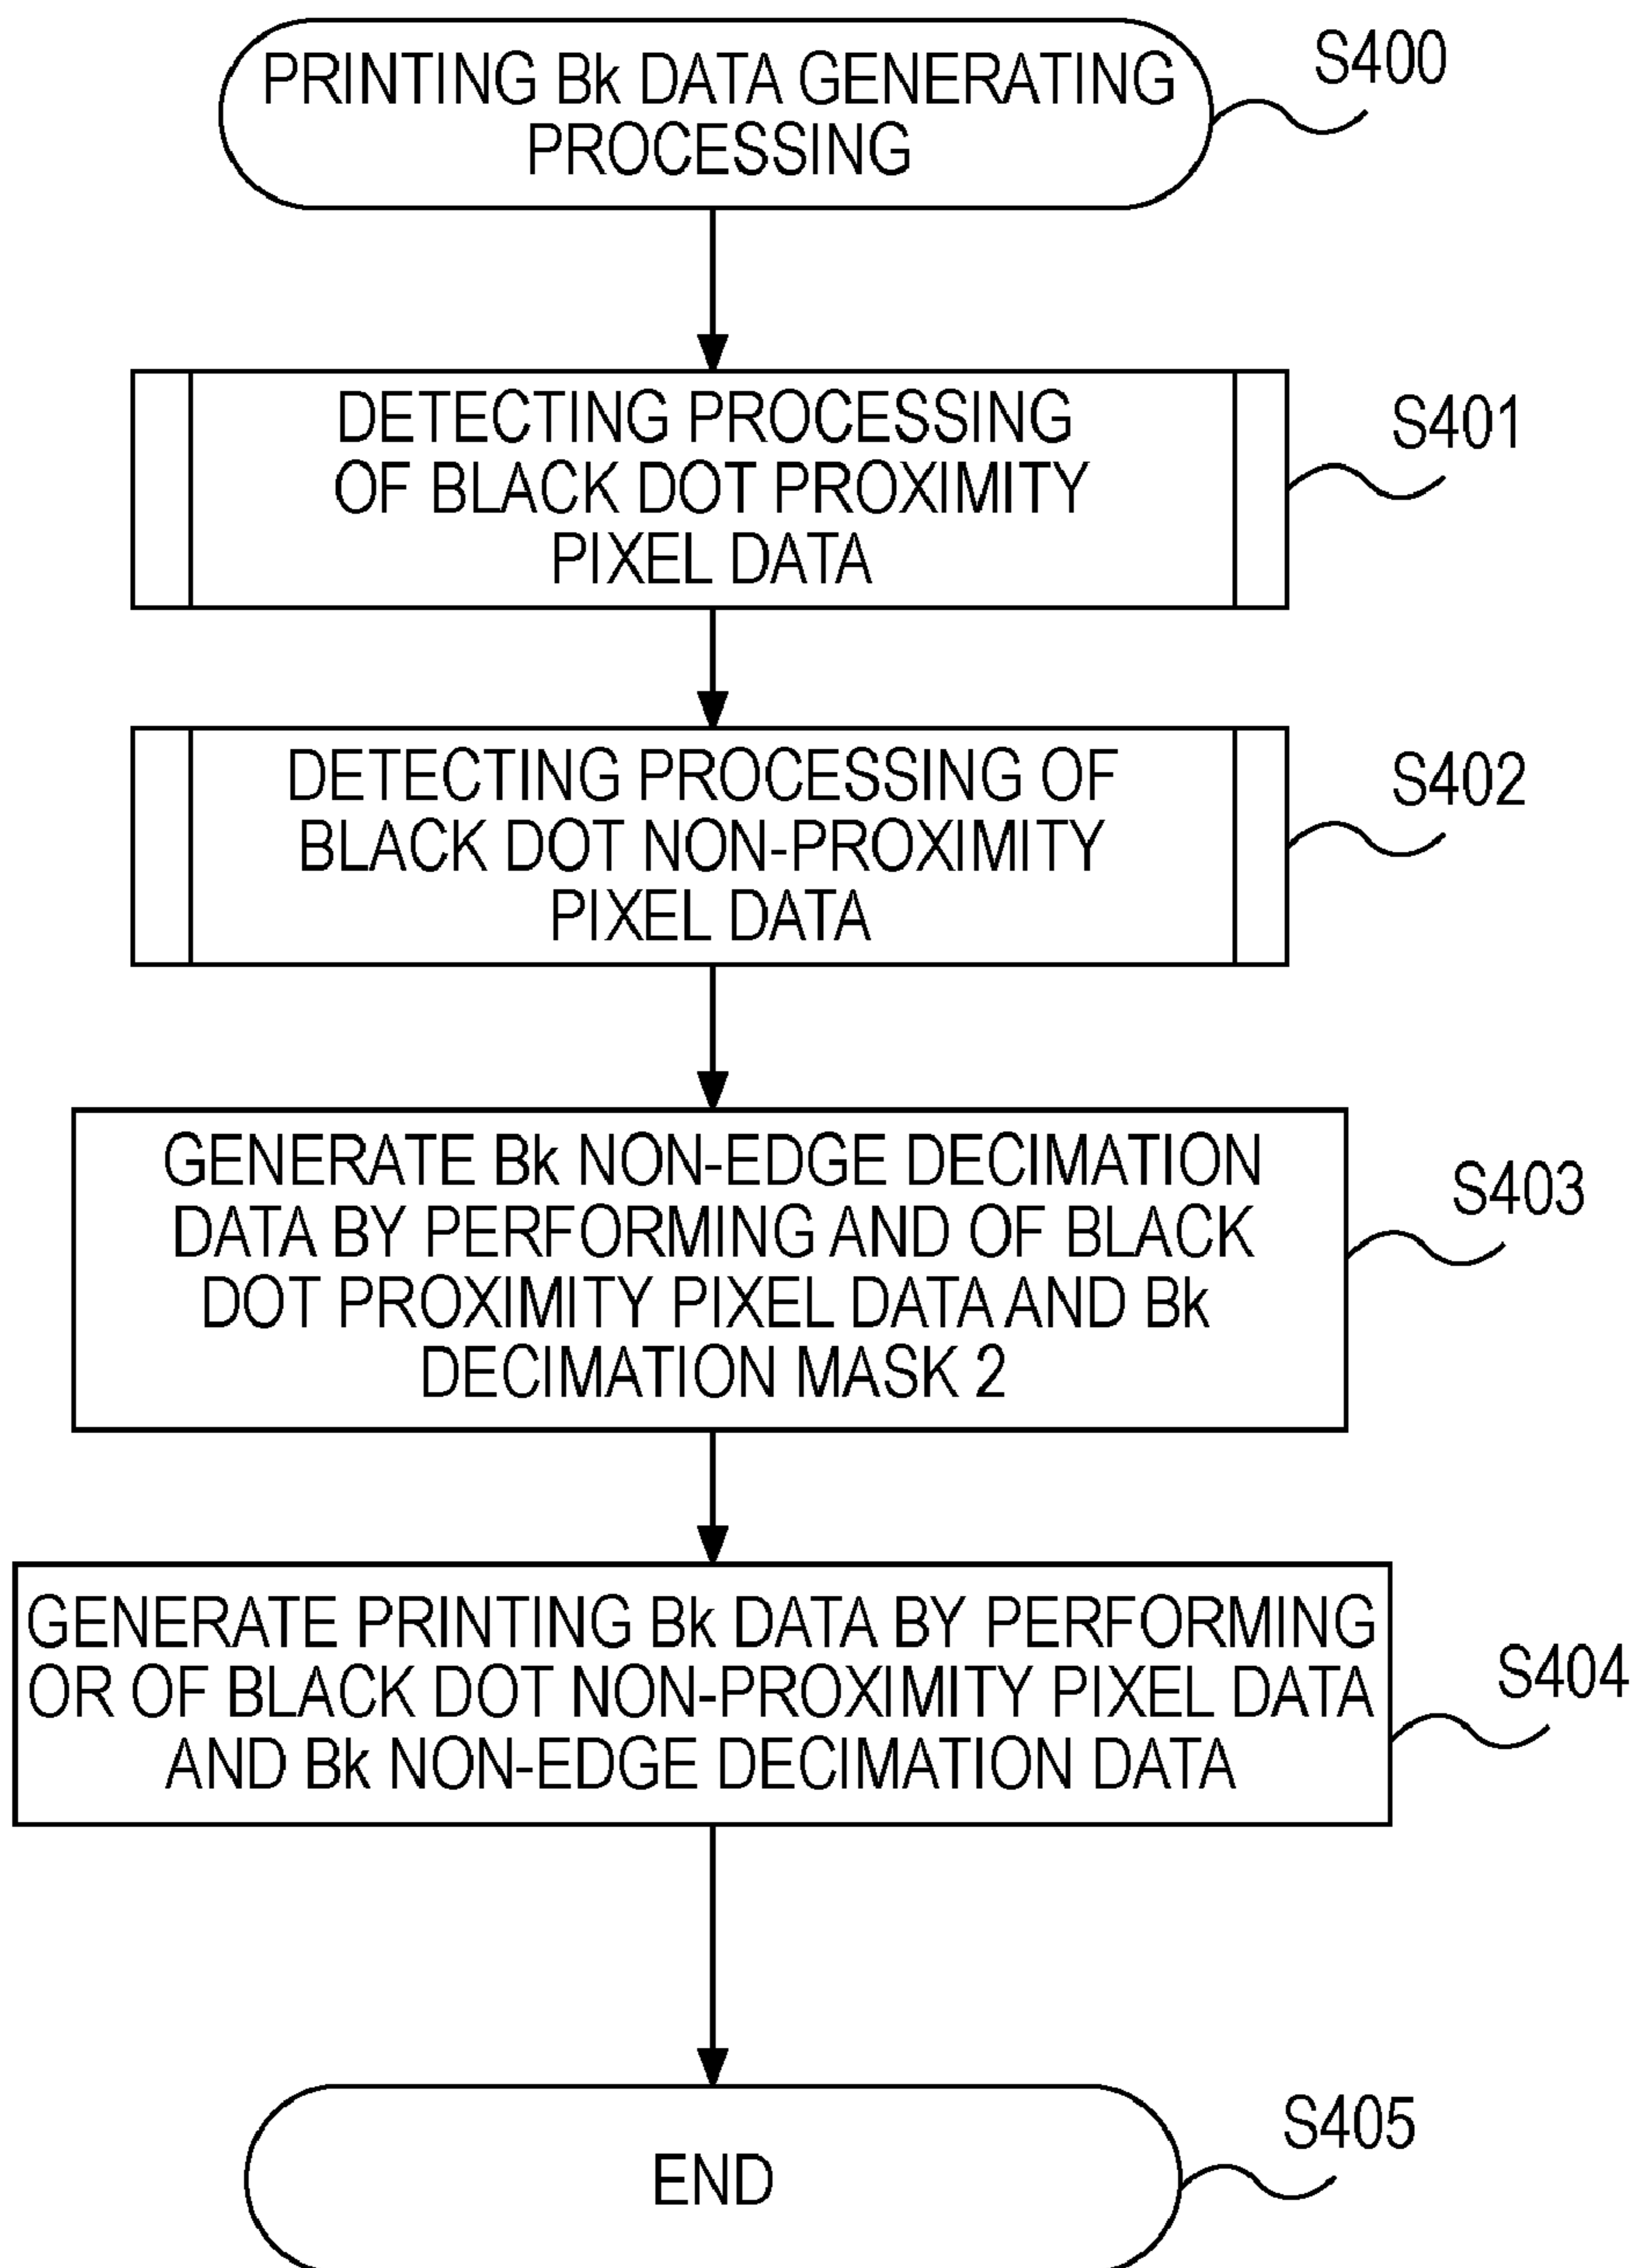 PRINTING Bk DATA GENERATING
PROCESSING
S400
DETECTING PROCESSING
OF BLACK DOT PROXIMITY
PIXEL DATA
S401
DETECTING PROCESSING OF
BLACK DOT NON-PROXIMITY
PIXEL DATA
S402
GENERATE Bk NON-EDGE DECIMATION
DATA BY PERFORMING AND OF BLACK
DOT PROXIMITY PIXEL DATA AND Bk
DECIMATION MASK 2
S403
GENERATE PRINTING Bk DATA BY PERFORMING
OR OF BLACK DOT NON-PROXIMITY PIXEL DATA
AND Bk NON-EDGE DECIMATION DATA
S404
END
S405